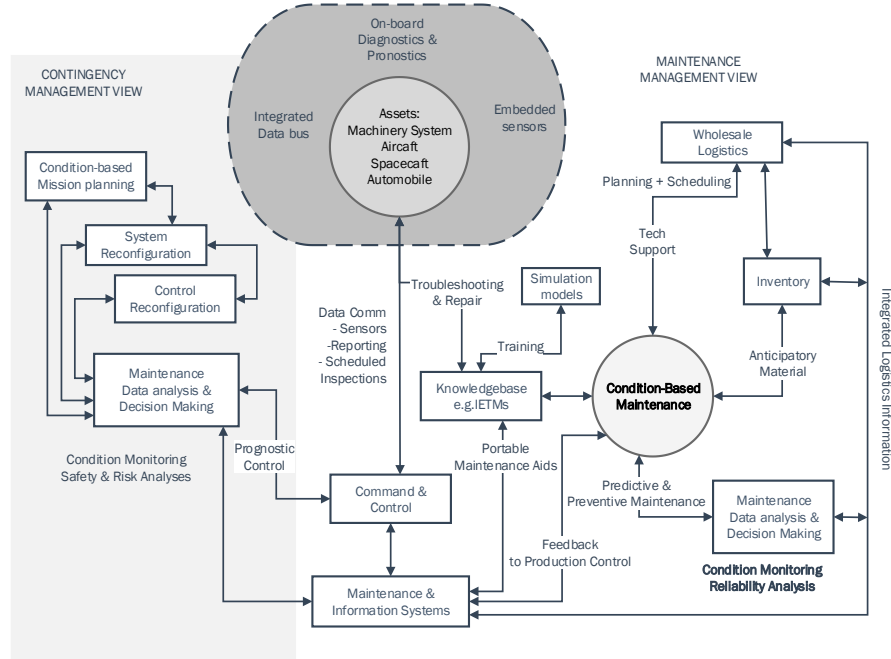 On-board
Diagnostics &
Pronostics
CONTINGENCY
MANAGEMENT VIEW
MAINTENANCE
MANAGEMENT VIEW
Integrated
Data bus
Embedded
sensors
Assets:
Machinery System
Aircaft
Spacecaft
Automobile
Wholesale
Logistics
Condition-based
Mission planning
Planning + Scheduling
System
Reconfiguration
Tech
Support
Control
Reconfiguration
Troubleshooting
& Repair
Simulation
models
Inventory
Integrated Logistics Information
Data Comm
- Sensors
-Reporting
- Scheduled
Inspections
Training
Anticipatory
Material
Maintenance
Data analysis &
Decision Making
Knowledgebase
e.g.IETMs
Condition-Based
Maintenance
Prognostic
Control
Condition Monitoring
Safety & Risk Analyses
Portable
Maintenance Aids
Command &
Control
Predictive &
Preventive Maintenance
Maintenance
Data analysis &
Decision Making
Feedback
to Production Control
Condition Monitoring
Reliability Analysis
Maintenance &
Information Systems